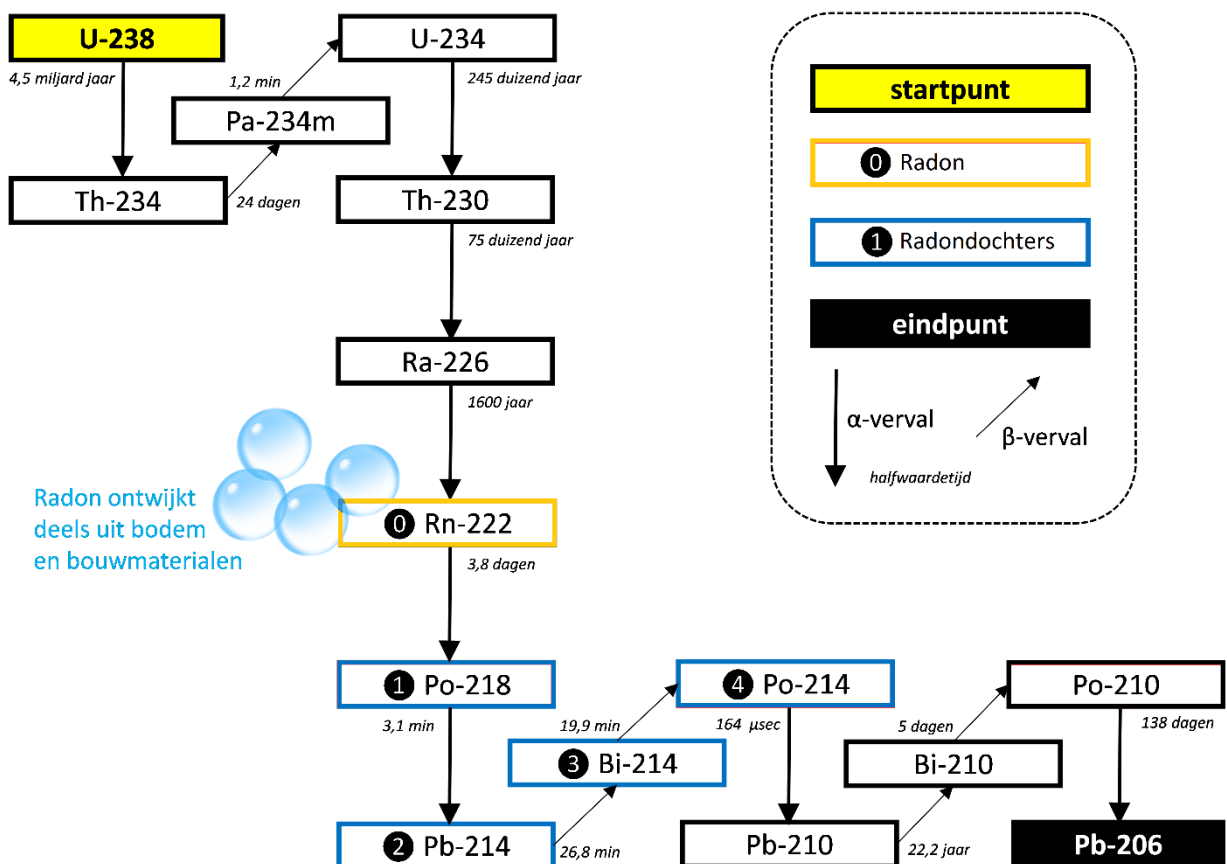 U-238
U-234
4,5 miljard jaar
1,2 min
245 duizend jaar
Pa-234m
Th-234
24 dagen
Th-230
75 duizend jaar
Ra-226
1600 jaar
Radon ontwijkt
deels uit bodem
en bouwmaterialen
0 Rn-222
3,8 dagen
1 Po-218
3,1 min
19,9 min
4 Po-214
164 µsec
5 dagen
Po-210
138 dagen
3 Bi-214
Bi-210
2 Pb-214
26,8 min
Pb-210
22,2 jaar
Pb-206
startpunt
0 Radon
1 Radondochters
eindpunt
α-verval
β-verval
halfwaardetijd